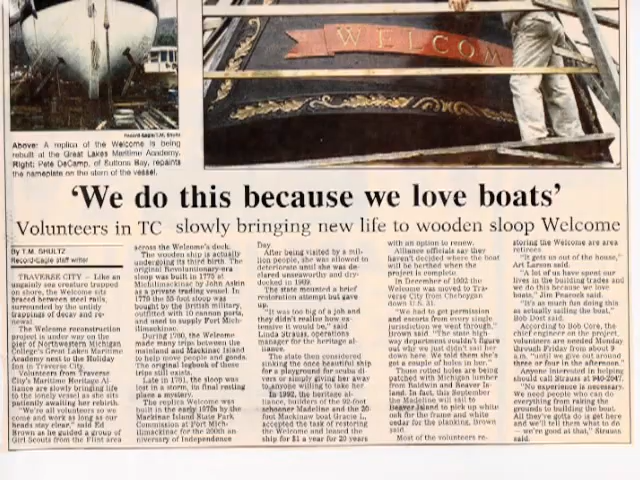 WELCOM
Record-Eagle/T.M. Shultz
Above: A replica of the Welcome is being
rebuilt at the Great Lakes Maritime Academy.
Right: Pete DeCamp, of Suttons Bay, repaints
the nameplate on the stern of the vessel.
'We do this because we love boats'
Volunteers in TC slowly bringing new life to wooden sloop Welcome
By T.M. SHULTZ
Record-Eagle staff writer
TRAVERSE CITY – Like an
ungainly sea creature trapped
on shore, the Welcome sits
braced between steel rails,
surrounded by the untidy
trappings of decay and re-
newal.
The Welcome reconstruction
project is under way on the
pier of Northwestern Michigan
College's Great Lakes Maritime
Academy next to the Holiday
Inn in Traverse City.
Volunteers from Traverse
City's Maritime Heritage Al-
liance are slowly bringing life
to the lonely vessel as she sits
patiently awaiting her rebirth.
"We're all volunteers so we
come and work as long as our
heads stay clear," said Ed
Brown as he guided a group of
Girl Scouts from the Flint area
across the Welcome's deck.
The wooden ship is actually
undergoing its third birth. The
original Revolutionary-era
sloop was built in 1775 at
Michilimackinac by John Askin
as a private trading vessel. In
1779 the 55-foot sloop was
bought by the British military,
outfitted with 10 cannon ports,
and used to supply Fort Mich-
ilimackinac.
During 1780, the Welcome
made many trips between the
mainland and Mackinac Island
to help move people and goods.
The original logbook of these
trips still exists.
Late in 1781, the sloop was
lost in a storm, its final resting
place a mystery.
The replica Welcome was
built in the early 1970s by the
Mackinac Island State Park
Commission at Fort Mich-
ilimackinac for the 200th an-
niversary of Independence
Day.
After being visited by a mil-
lion people, she was allowed to
deteriorate until she was de-
clared unseaworthy and dry-
docked in 1989.
The state mounted a brief
restoration attempt but gave
up.
"It was too big of a job and
they didn't realize how ex-
tensive it would be," said
Linda Strauss, operations
manager for the heritage al-
liance.
The state then considered
sinking the once beautiful ship
for a playground for scuba di-
vers or simply giving her away
to anyone willing to take her
In 1992, the heritage al-
liance, builders of the 92-foot
schooner Madeline and the
foot Mackinaw boat Gracie L.,
accepted the task of restoring
the Welcome and leased the
ship for $1 a year for 20 years
with an option to renew.
Alliance officials say they
haven't decided where the boat
will be berthed when the
project is complete.
In December of 1992 the
Welcome was moved to Tra-
verse City from Cheboygan
down U.S. 31.
"We had to get permission
and escorts from every single
jurisdiction we went through,"
Brown said. "The state high-
way department couldn't figure
out why we just didn't sail her
down here. We told them she's
got a couple of holes in her."
Those rotted holes are being
patched with Michigan lumber
from Baldwin and Beaver Is-
land. In fact, this September
the Madeline will sail to
Beaver Island to pick up white
oak for the frame and white
cedar for the planking, Brown
said.
Most of the volunteers re-
storing the Welcome are area
retirees.
"It gets us out of the house,"
Art Larson said.
"A lot of us have spent our
lives in the building trades and
we do this because we love
boats," Jim Peacock said.
"It's as much fun doing this
as actually sailing the boat,"
Bob Dost said.
According to Bob Core, the
chief engineer on the project,
volunteers are needed Monday
through Friday from about 9
a.m. "until we give out around
three or four in the afternoon."
Anyone interested in helping
should call Strauss at 946-2647.
"No experience is necessary.
We need people who can do
everything from raking the
grounds to building the boat.
All they've gotta do is get here
and we'll tell them what to do
— we're good at that," Strauss
said.